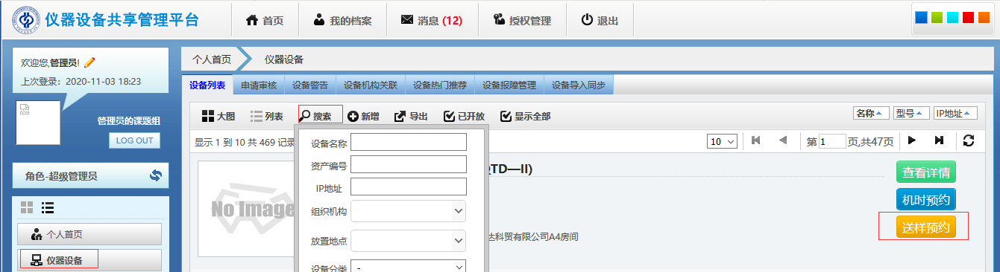 仪器设备共享管理平台
首页
我的档案
消息 (12)
授权管理
退出
欢迎您,管理员!
上次登录：2020-11-03 18:23
管理员的课题组
LOG OUT
角色-超级管理员
个人首页
仪器设备
个人首页
仪器设备
设备列表
申请审核
设备警告
设备机构关联
设备热门推荐
设备报障管理
设备导入同步
大图
列表
搜索
新增
导出
已开放
显示全部
名称
型号
IP地址
显示 1 到 10 共 469 记录
10
第 1 页,共47页
设备名称
资产编号
IP地址
组织机构
放置地点
设备分类 -
No Image
TD—II)
达科贸有限公司A4房间
查看详情
机时预约
送样预约